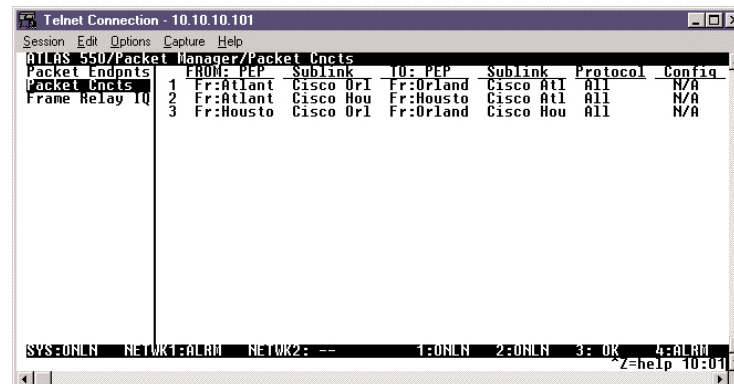 Telnet Connection - 10.10.10.101
Session Edit Options Capture Help
ATLAS 550/Packet Manager/Packet Cncts
Packet Endpnts FROM: PEP Sublink TO: PEP Sublink Protocol Config
Packet Cncts 1 Fr:Atlant Cisco Orl Fr:Orland Cisco Atl All N/A
Frame Relay IQ 2 Fr:Atlant Cisco Hou Fr:Housto Cisco Atl All N/A
3 Fr:Housto Cisco Orl Fr:Orland Cisco Hou All N/A
SYS:ONLN NETWK1:ALRM NETWK2: -- 1:ONLN 2:ONLN 3: OK 4:ALRM
^Z=help 10:01